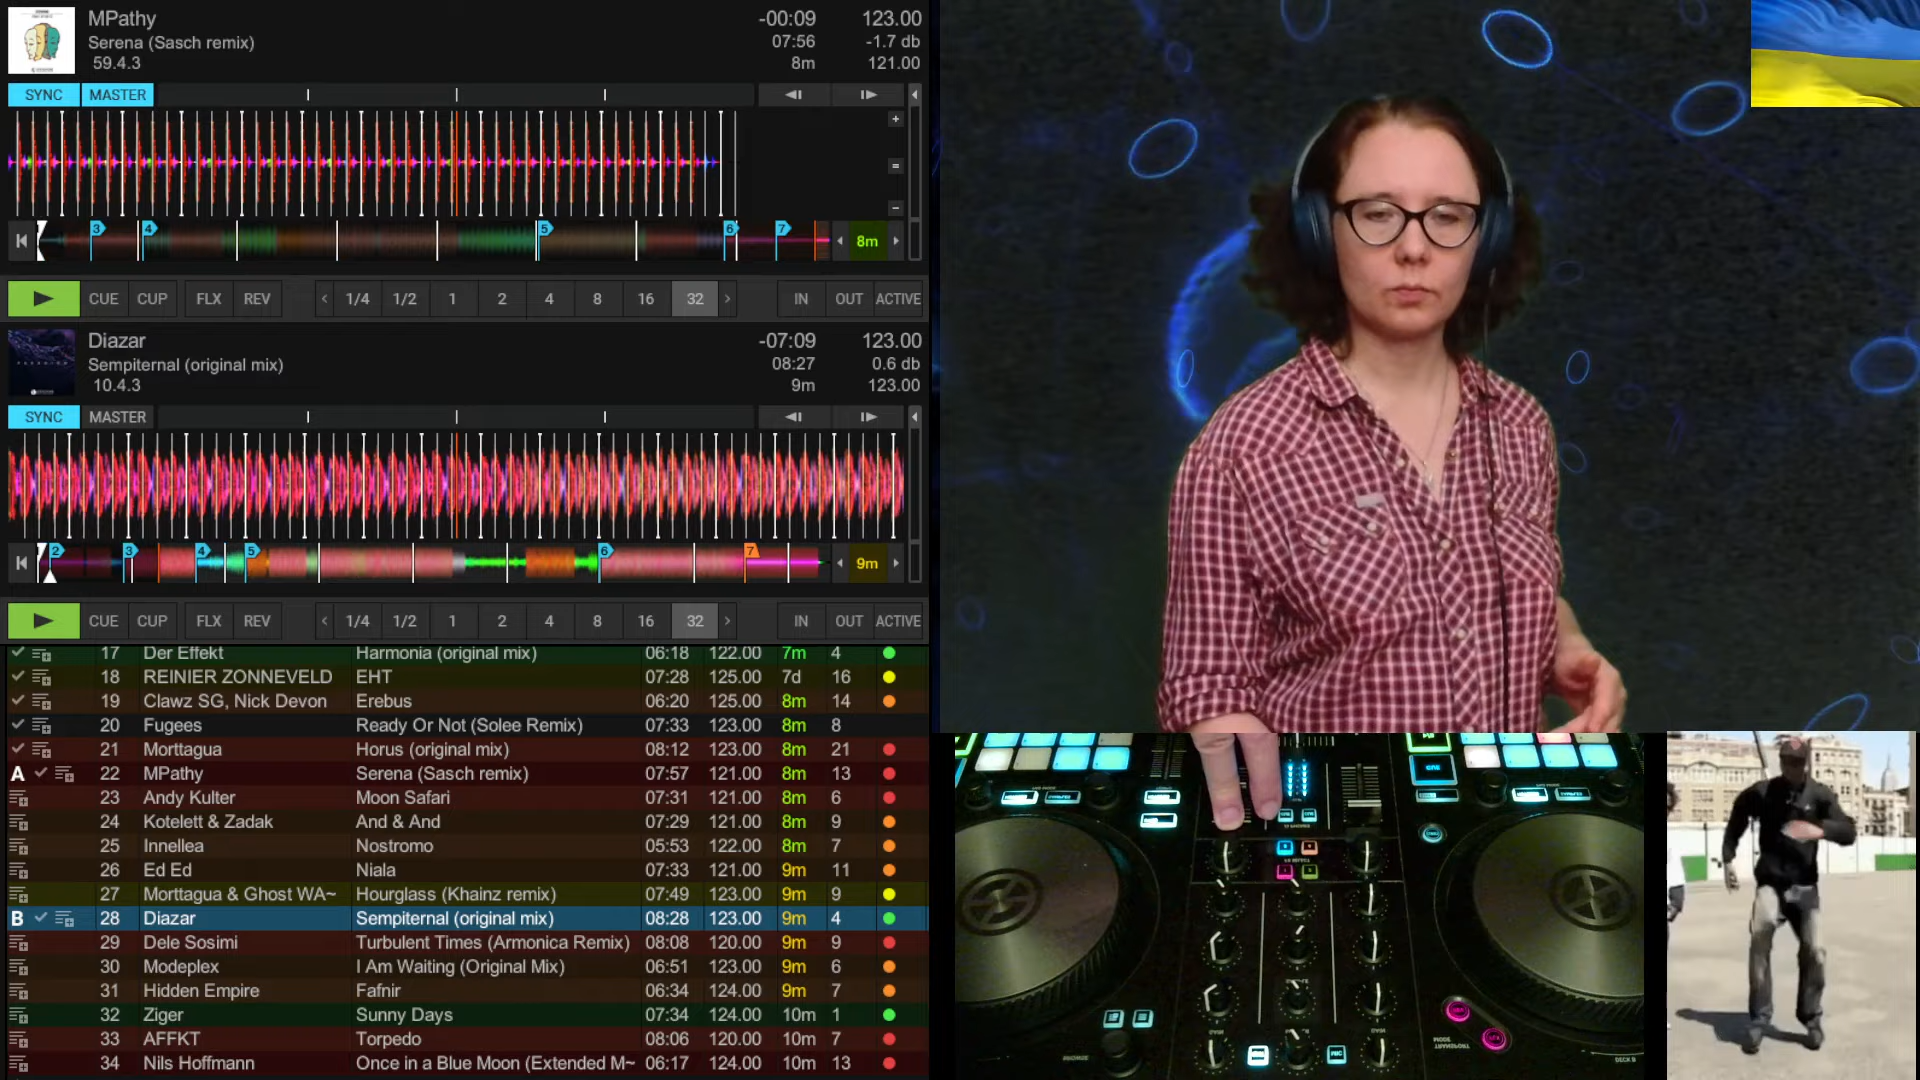 MPathy -00:09 123.00
Serena (Sasch remix) 07:56 -1.7 db
59.4.3 8m 121.00
SYNC MASTER
3 4 5 6 7 8m
CUE CUP FLX REV 1/4 1/2 1 2 4 8 16 32 IN OUT ACTIVE
Diazar -07:09 123.00
Sempiternal (original mix) 08:27 0.6 db
10.4.3 9m 123.00
SYNC MASTER
2 3 4 5 6 7 9m
CUE CUP FLX REV 1/4 1/2 1 2 4 8 16 32 IN OUT ACTIVE
17 Der Effekt Harmonia (original mix) 06:18 122.00 7m 4
18 REINIER ZONNEVELD EHT 07:28 125.00 7d 16
19 Clawz SG, Nick Devon Erebus 06:20 125.00 8m 14
20 Fugees Ready Or Not (Solee Remix) 07:33 123.00 8m 8
21 Morttagua Horus (original mix) 08:12 123.00 8m 21
A 22 MPathy Serena (Sasch remix) 07:57 121.00 8m 13
23 Andy Kulter Moon Safari 07:31 121.00 8m 6
24 Kotelett & Zadak And & And 07:29 121.00 8m 9
25 Innellea Nostromo 05:53 122.00 8m 7
26 Ed Ed Niala 07:33 121.00 9m 11
27 Morttagua & Ghost WA~ Hourglass (Khainz remix) 07:49 123.00 9m 9
B 28 Diazar Sempiternal (original mix) 08:28 123.00 9m 4
29 Dele Sosimi Turbulent Times (Armonica Remix) 08:08 120.00 9m 9
30 Modeplex I Am Waiting (Original Mix) 06:51 123.00 9m 6
31 Hidden Empire Fafnir 06:34 124.00 9m 7
32 Ziger Sunny Days 07:34 124.00 10m 1
33 AFFKT Torpedo 08:06 120.00 10m 7
34 Nils Hoffmann Once in a Blue Moon (Extended M~ 06:17 124.00 10m 13